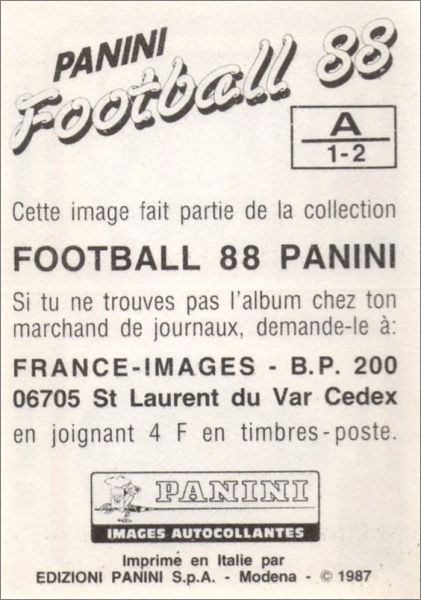 PANINI
Football 88
A
1-2
Cette image fait partie de la collection
FOOTBALL 88 PANINI
Si tu ne trouves pas l'album chez ton
marchand de journaux, demande-le à:
FRANCE-IMAGES - B.P. 200
06705 St Laurent du Var Cedex
en joignant 4 F en timbres-poste.
PANINI
IMAGES AUTOCOLLANTES
Imprimé en Italie par
EDIZIONI PANINI S.p.A. - Modena - © 1987